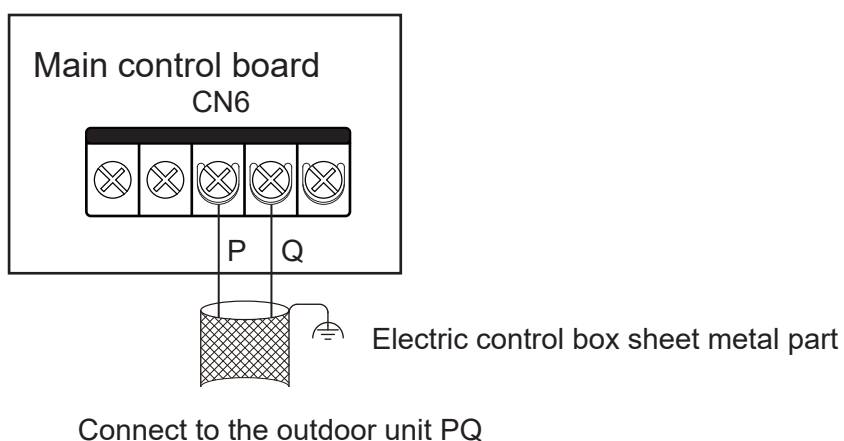 Main control board
CN6
P Q
Electric control box sheet metal part
Connect to the outdoor unit PQ